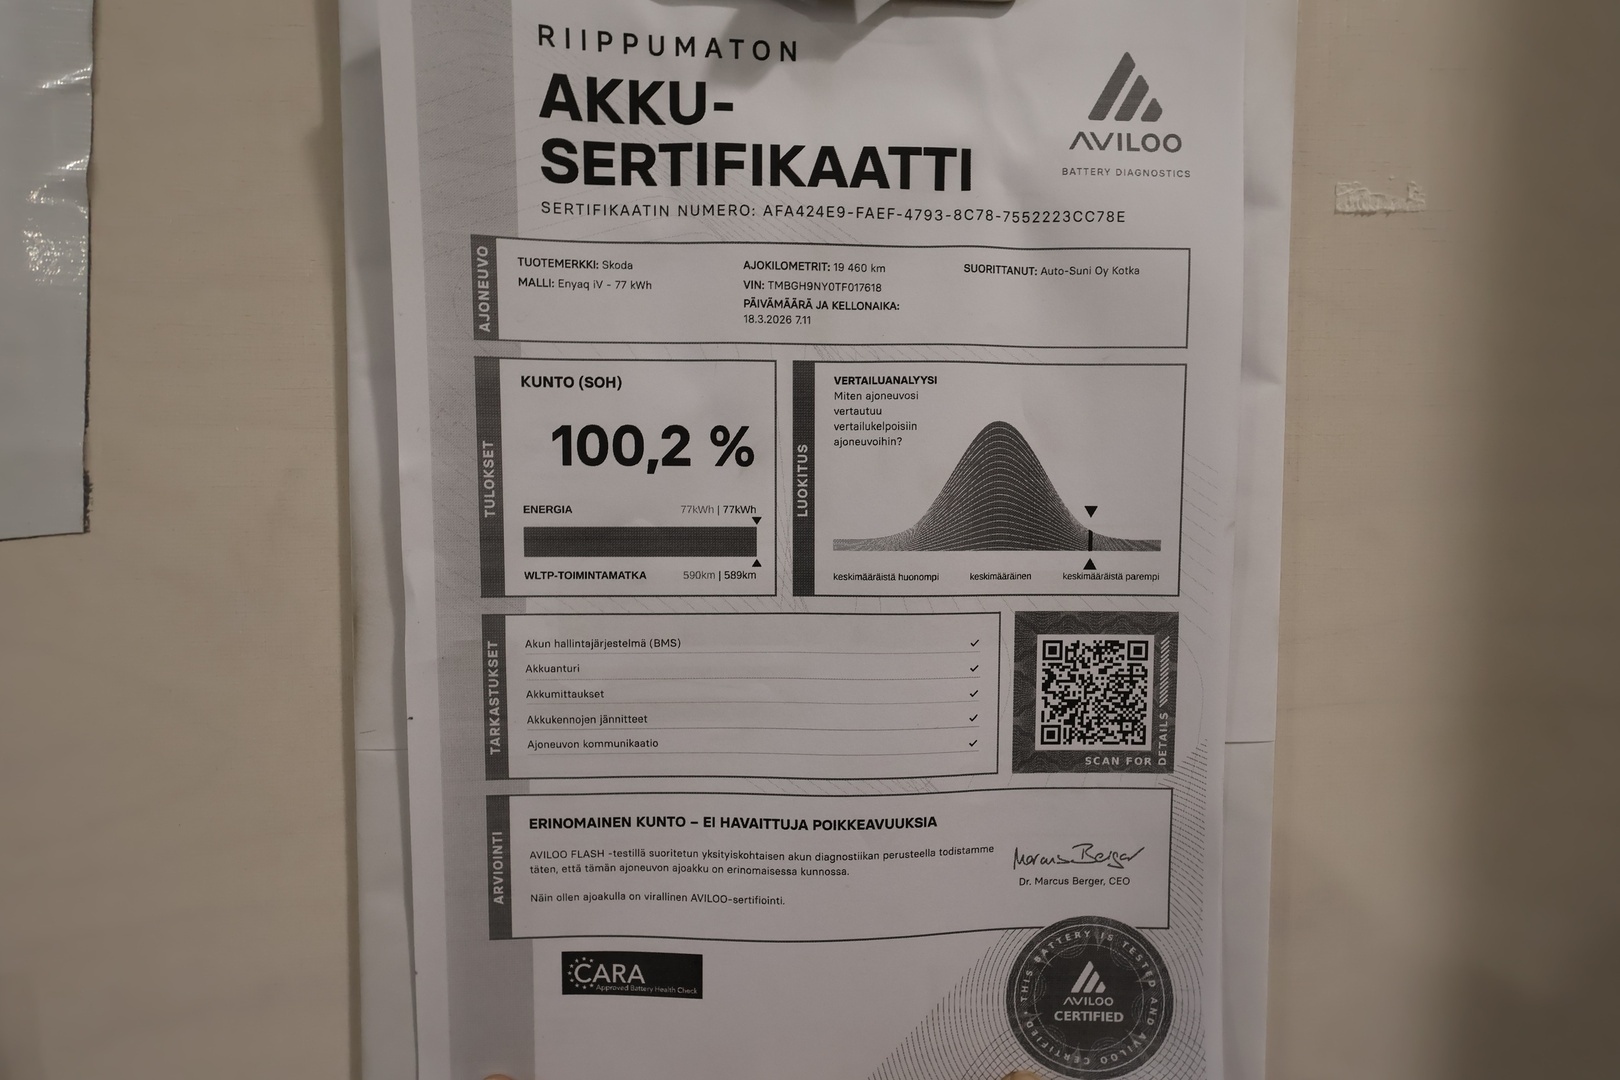 RIIPPUMATON
AKKU-
SERTIFIKAATTI
AVILOO
BATTERY DIAGNOSTICS
SERTIFIKAATIN NUMERO: AFA424E9-FAEF-4793-8C78-7552223CC78E
AJONEUVO
TUOTEMERKKI: Skoda
MALLI: Enyaq iV - 77 kWh
AJOKILOMETRIT: 19 460 km
VIN: TMBGH9NY0TF017618
PÄIVÄMÄÄRÄ JA KELLONAIKA:
18.3.2026 7.11
SUORITTANUT: Auto-Suni Oy Kotka
TULOKSET
KUNTO (SOH)
100,2 %
ENERGIA 77kWh | 77kWh
WLTP-TOIMINTAMATKA 590km | 589km
LUOKITUS
VERTAILUANALYYSI
Miten ajoneuvosi
vertautuu
vertailukelpoisiin
ajoneuvoihin?
keskimääräistä huonompi keskimääräinen keskimääräistä parempi
TARKASTUKSET
Akun hallintajärjestelmä (BMS) ✓
Akkuanturi ✓
Akkumittaukset ✓
Akkukennojen jännitteet ✓
Ajoneuvon kommunikaatio ✓
SCAN FOR DETAILS
ARVIOINTI
ERINOMAINEN KUNTO – EI HAVAITTUJA POIKKEAVUUKSIA
AVILOO FLASH -testillä suoritetun yksityiskohtaisen akun diagnostiikan perusteella todistamme
täten, että tämän ajoneuvon ajoakku on erinomaisessa kunnossa.
Näin ollen ajoakulla on virallinen AVILOO-sertifiointi.
Marcus Berger
Dr. Marcus Berger, CEO
CARA
Approved Battery Health Check
THIS BATTERY IS TESTED AND AVILOO CERTIFIED
AVILOO
CERTIFIED